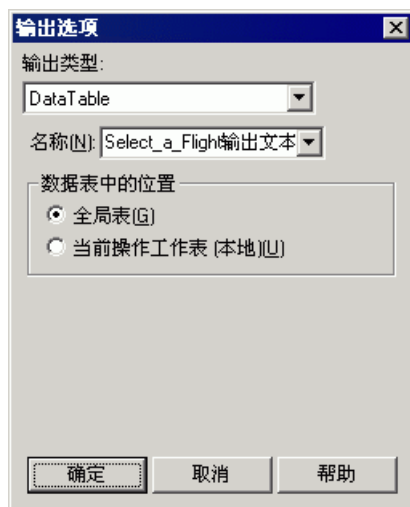 输出选项
输出类型:
DataTable
名称(N): Select_a_Flight输出文本
数据表中的位置
全局表(G)
当前操作工作表 (本地)(U)
确定 取消 帮助